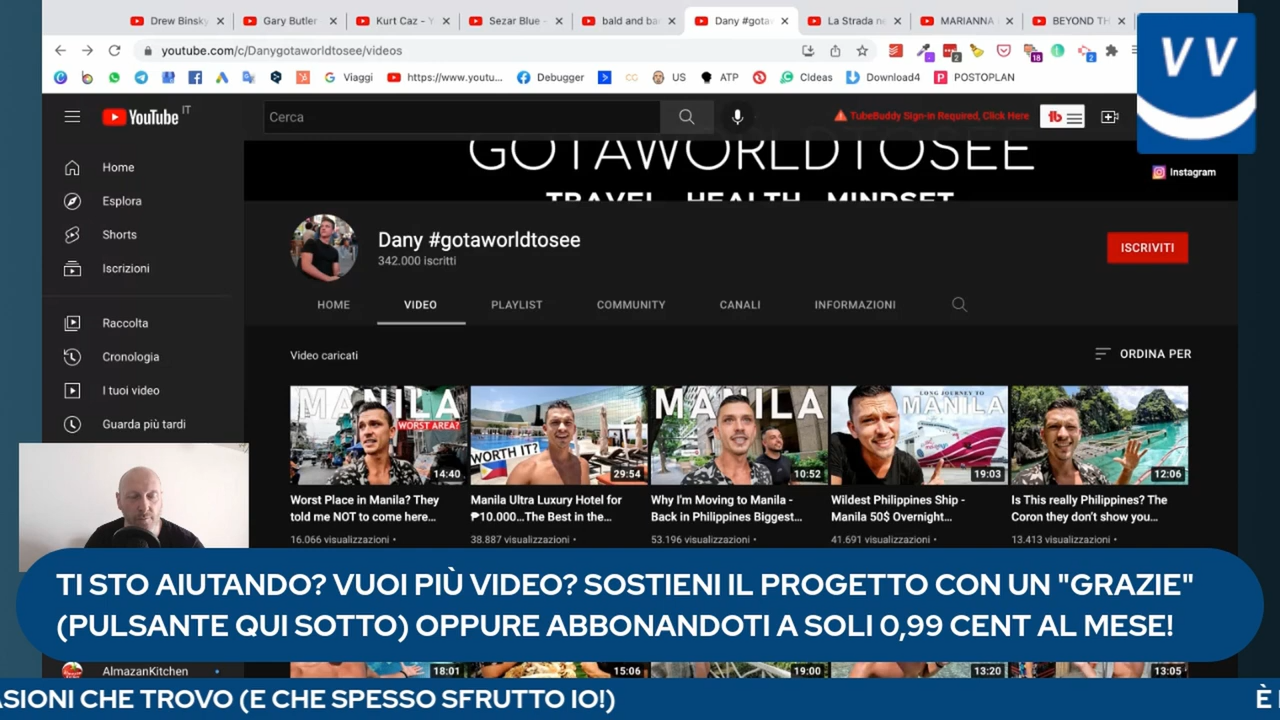 Drew Binsky
Gary Butler
Kurt Caz - Y
Sezar Blue -
bald and ba
Dany #gota
La Strada ne
MARIANNA
BEYOND TH
youtube.com/c/Danygotaworldtosee/videos
Viaggi
https://www.youtu...
Debugger
CG
US
ATP
CIdeas
Download4
POSTOPLAN
VV
YouTube IT
Cerca
TubeBuddy Sign-in Required, Click Here
GOTAWORLDTOSEE
TRAVEL HEALTH MINDSET
Instagram
Home
Esplora
Shorts
Iscrizioni
Raccolta
Cronologia
I tuoi video
Guarda più tardi
Dany #gotaworldtosee
342.000 iscritti
ISCRIVITI
HOME
VIDEO
PLAYLIST
COMMUNITY
CANALI
INFORMAZIONI
Video caricati
ORDINA PER
MANILA
WORST AREA?
14:40
WORTH IT?
29:54
MANILA
10:52
LONG JOURNEY TO
MANILA
19:03
12:06
Worst Place in Manila? They
told me NOT to come here...
16.066 visualizzazioni •
Manila Ultra Luxury Hotel for
₱10.000...The Best in the...
38.887 visualizzazioni •
Why I'm Moving to Manila -
Back in Philippines Biggest...
53.196 visualizzazioni •
Wildest Philippines Ship -
Manila 50$ Overnight...
41.691 visualizzazioni •
Is This really Philippines? The
Coron they don't show you...
13.413 visualizzazioni •
TI STO AIUTANDO? VUOI PIÙ VIDEO? SOSTIENI IL PROGETTO CON UN "GRAZIE"
(PULSANTE QUI SOTTO) OPPURE ABBONANDOTI A SOLI 0,99 CENT AL MESE!
AlmazanKitchen
18:01
15:06
19:00
13:20
13:05
ASIONI CHE TROVO (E CHE SPESSO SFRUTTO IO!)
È